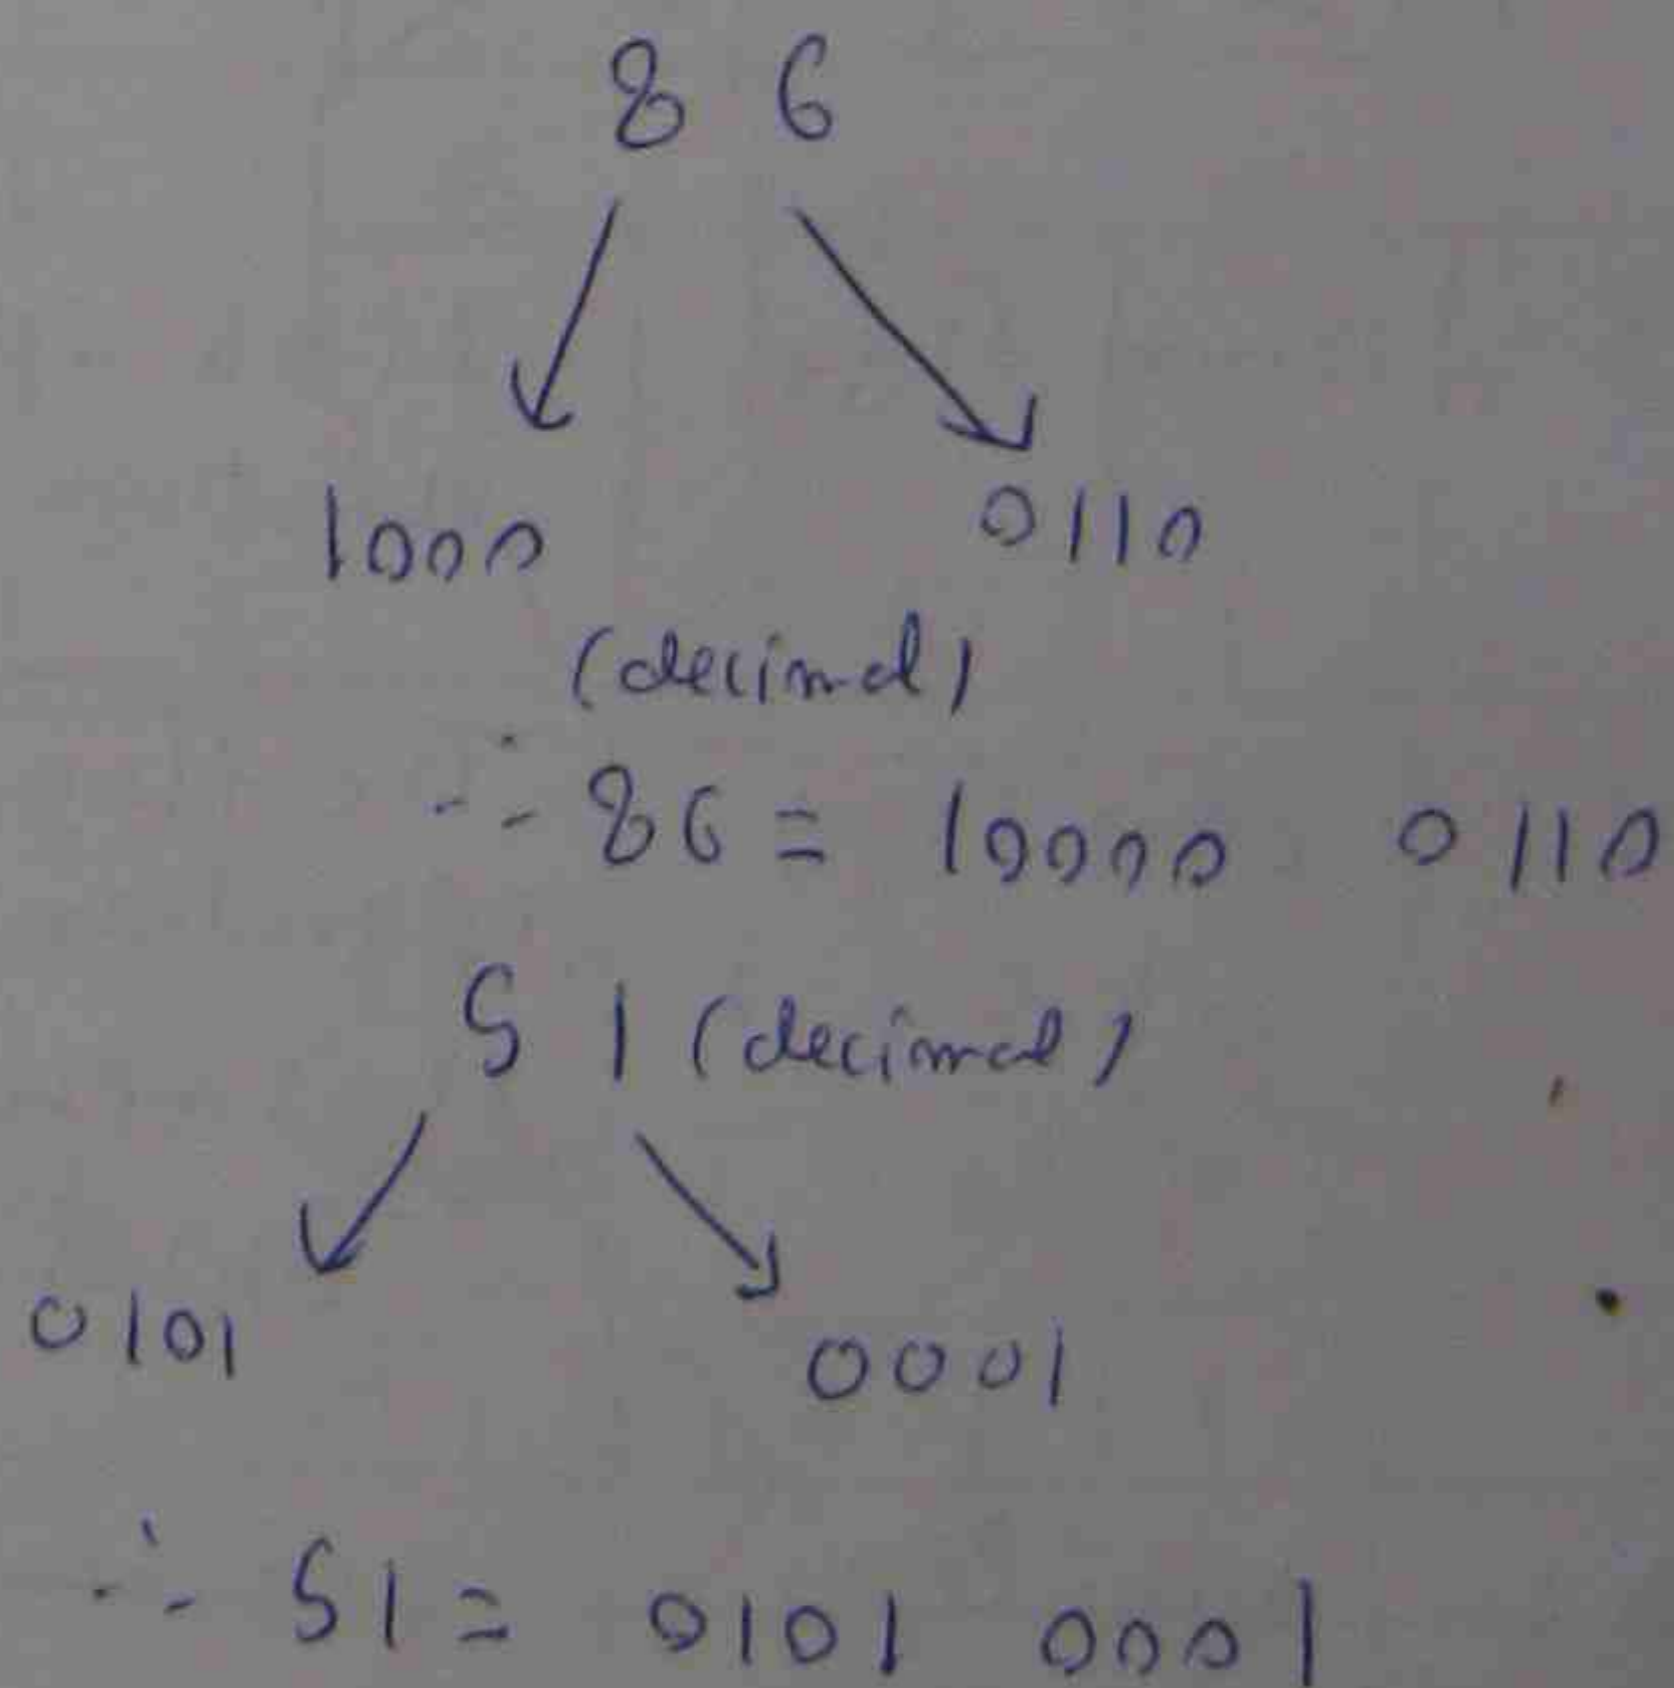 8 6
1000 0110
(decimal)
∴ 86 = 10000 0110
5 1 (decimal)
0101 0001
∴ 51 = 0101 0001